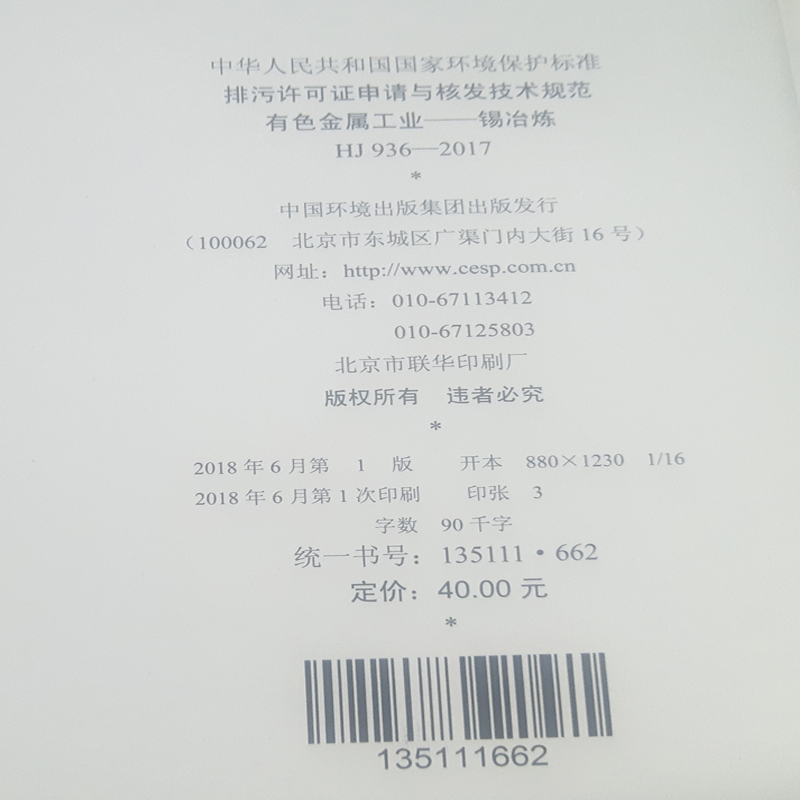 中华人民共和国国家环境保护标准
排污许可证申请与核发技术规范
有色金属工业——锡冶炼
HJ 936—2017
*
中国环境出版集团出版发行
（100062 北京市东城区广渠门内大街 16 号）
网址：http://www.cesp.com.cn
电话：010-67113412
010-67125803
北京市联华印刷厂
版权所有 违者必究
*
2018 年 6 月第 1 版 开本 880×1230 1/16
2018 年 6 月第 1 次印刷 印张 3
字数 90 千字
统一书号：135111·662
定价：40.00 元
*
135111662